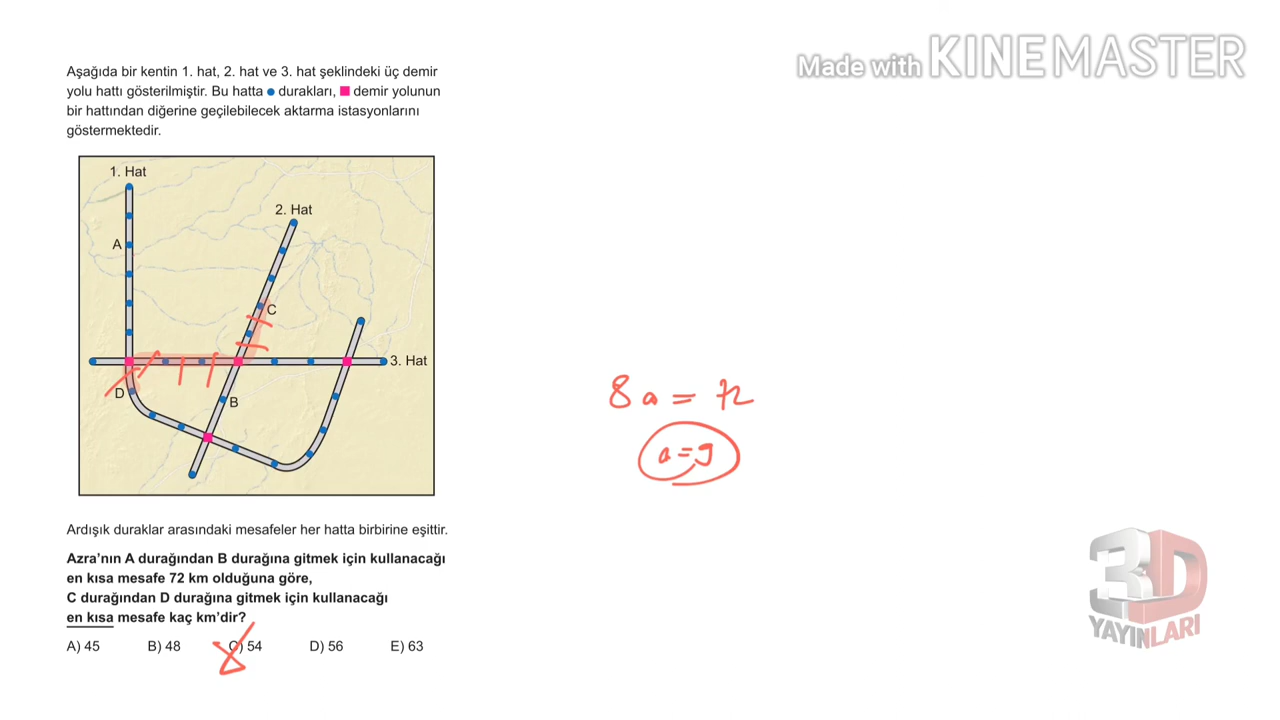 Made with KINEMASTER
Aşağıda bir kentin 1. hat, 2. hat ve 3. hat şeklindeki üç demir
yolu hattı gösterilmiştir. Bu hatta durakları, demir yolunun
bir hattından diğerine geçilebilecek aktarma istasyonlarını
göstermektedir.
1. Hat
2. Hat
A
C
3. Hat
D
B
8a = 72
a = 9
Ardışık duraklar arasındaki mesafeler her hatta birbirine eşittir.
Azra'nın A durağından B durağına gitmek için kullanacağı
en kısa mesafe 72 km olduğuna göre,
C durağından D durağına gitmek için kullanacağı
en kısa mesafe kaç km'dir?
A) 45 B) 48 C) 54 D) 56 E) 63
3D
YAYINLARI